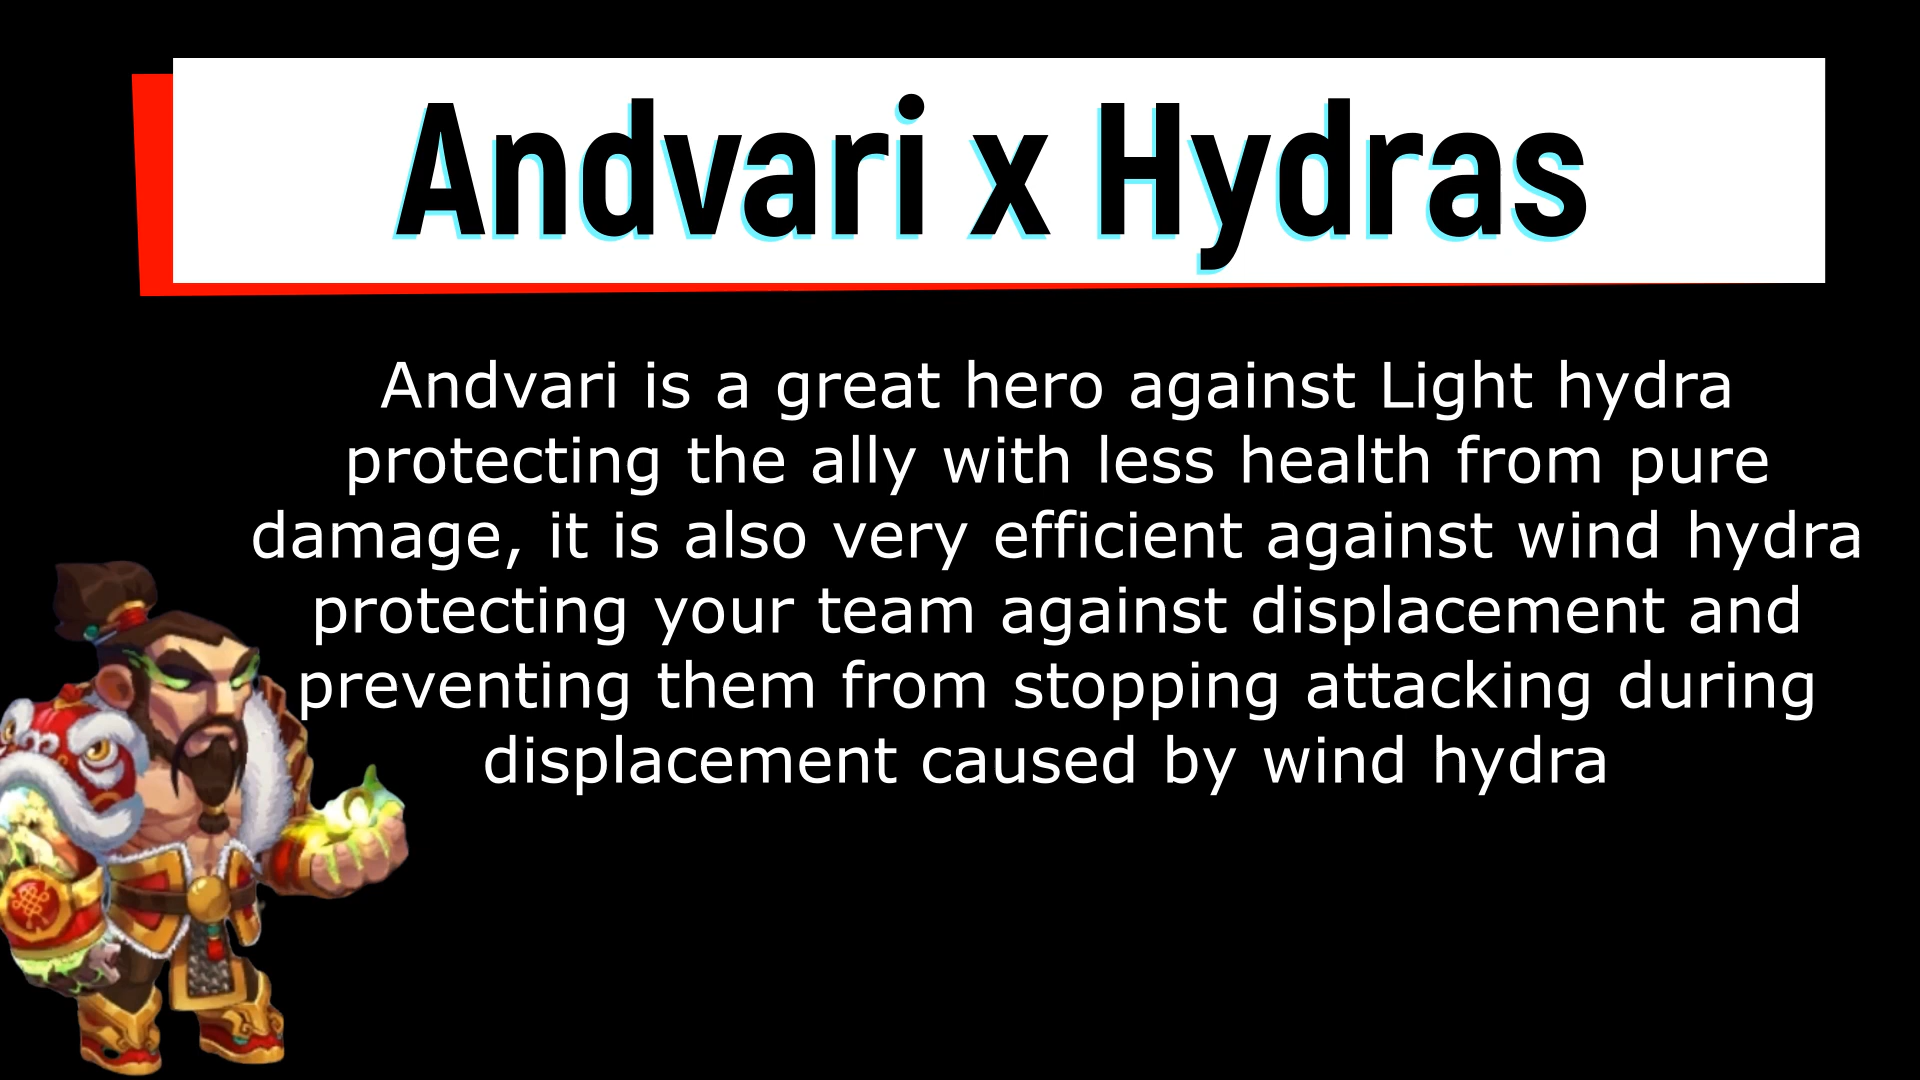 Andvari x Hydras
Andvari is a great hero against Light hydra
protecting the ally with less health from pure
damage, it is also very efficient against wind hydra
protecting your team against displacement and
preventing them from stopping attacking during
displacement caused by wind hydra